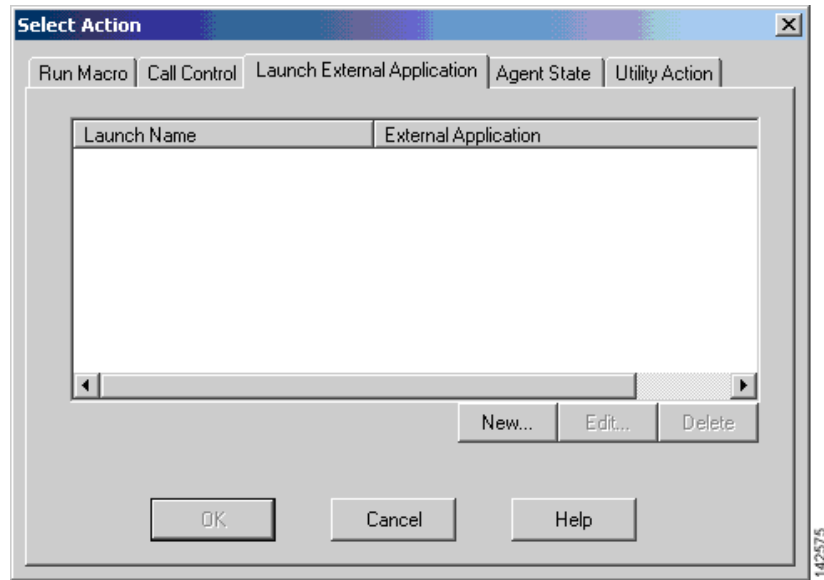 Select Action
Run Macro Call Control Launch External Application Agent State Utility Action
Launch Name External Application
New... Edit... Delete
OK Cancel Help
142575